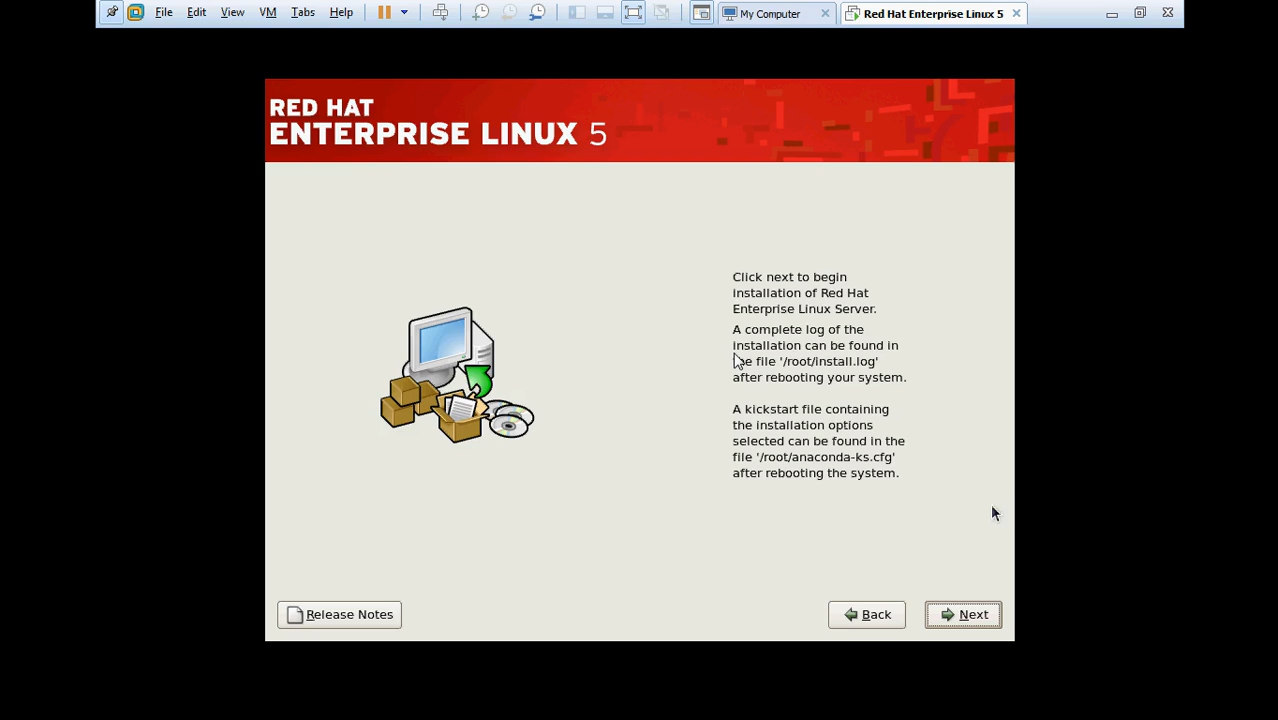 File Edit View VM Tabs Help My Computer Red Hat Enterprise Linux 5
RED HAT
ENTERPRISE LINUX 5
Click next to begin
installation of Red Hat
Enterprise Linux Server.
A complete log of the
installation can be found in
file '/root/install.log'
after rebooting your system.
A kickstart file containing
the installation options
selected can be found in the
file '/root/anaconda-ks.cfg'
after rebooting the system.
Release Notes Back Next